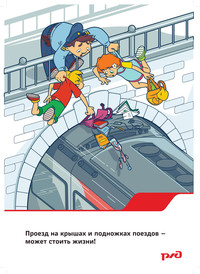 Проезд на крышах и подножках поездов –
может стоить жизни!
РЖД